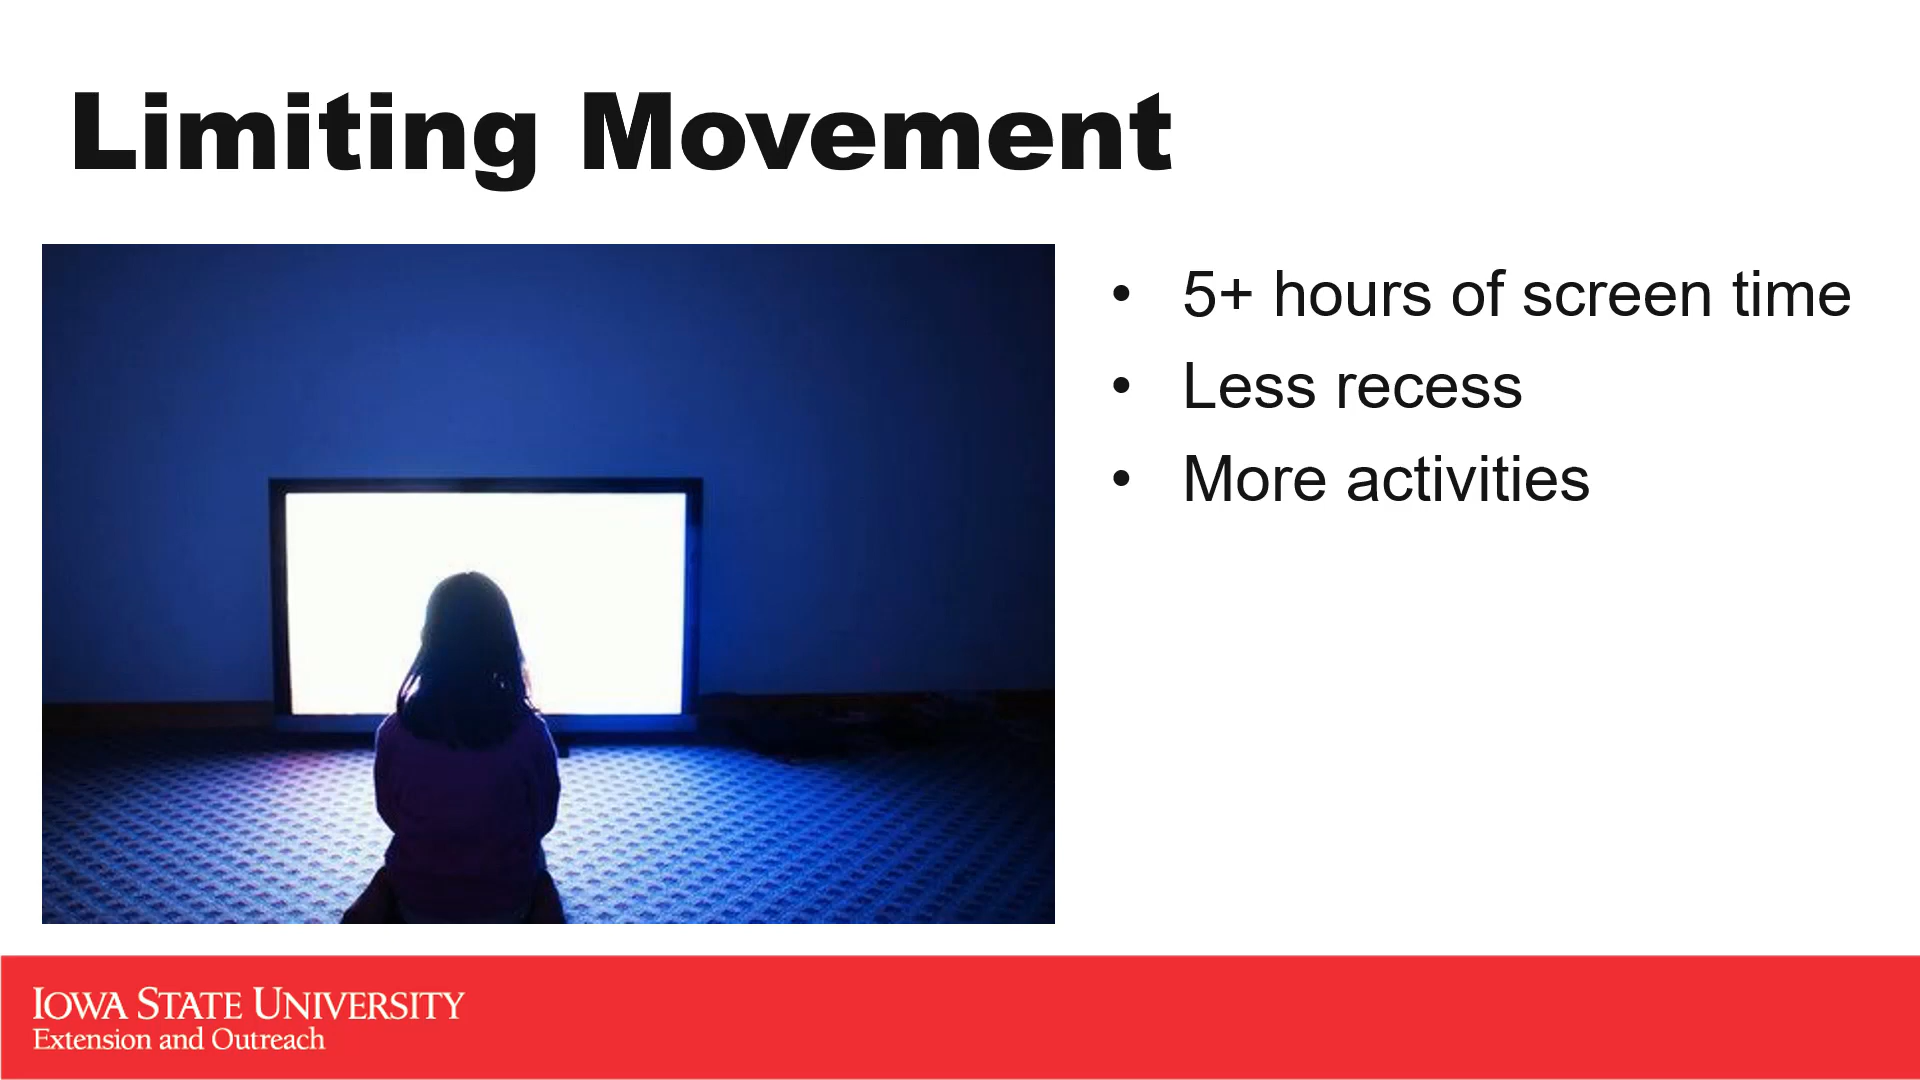 Limiting Movement
• 5+ hours of screen time
• Less recess
• More activities
IOWA STATE UNIVERSITY
Extension and Outreach